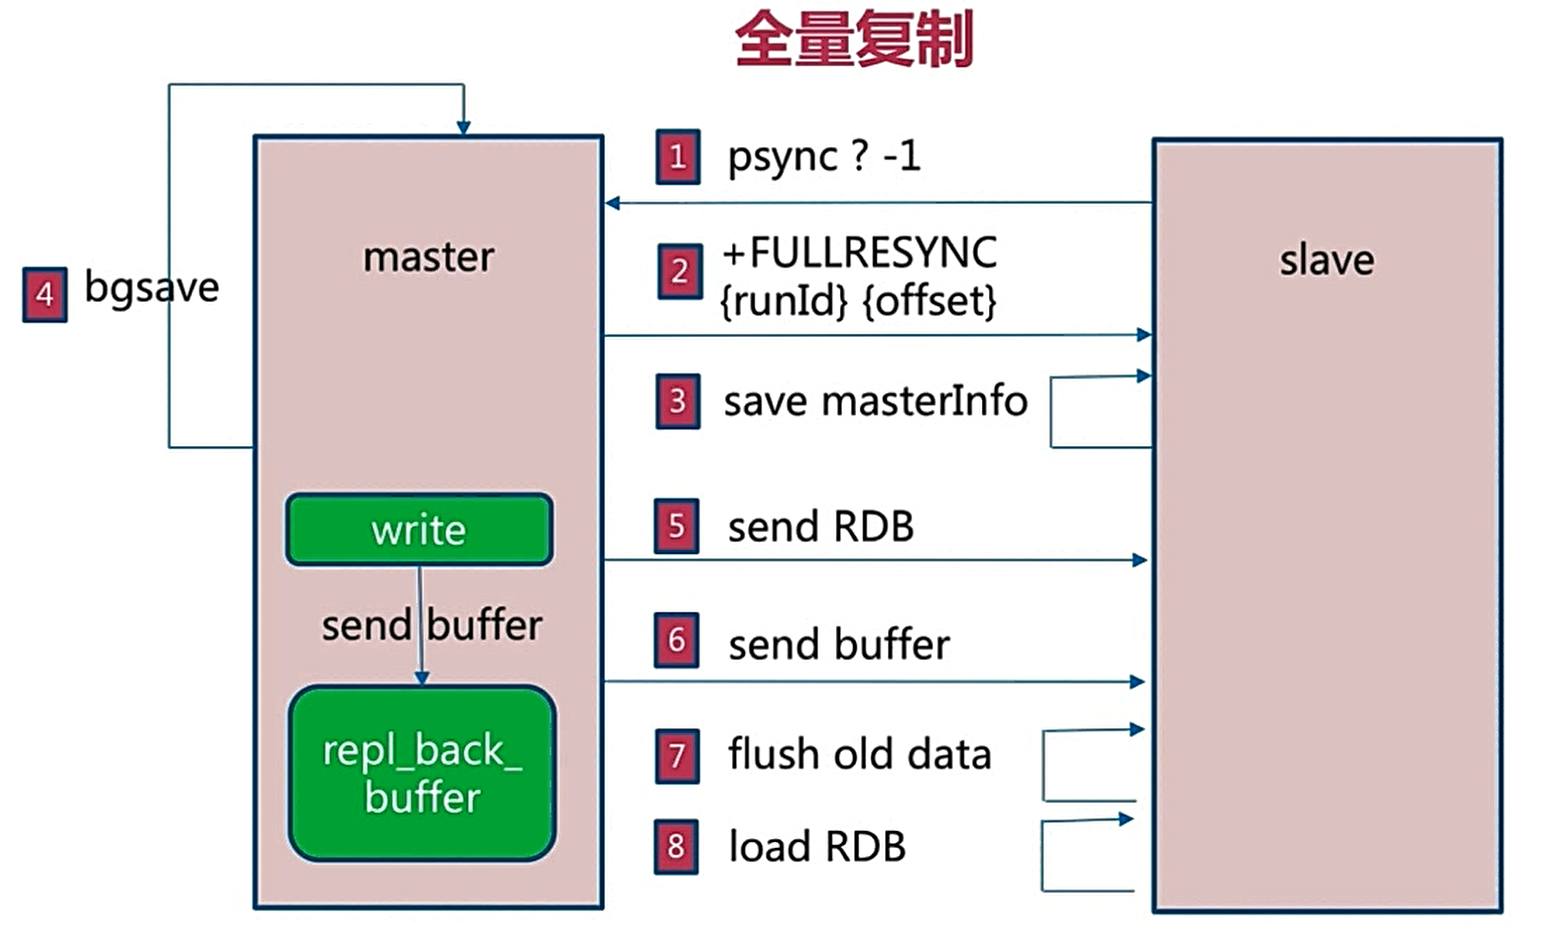 全量复制
1 psync ? -1
master
slave
2 +FULLRESYNC
{runId} {offset}
4 bgsave
3 save masterInfo
write
5 send RDB
send buffer
6 send buffer
repl_back_
buffer
7 flush old data
8 load RDB